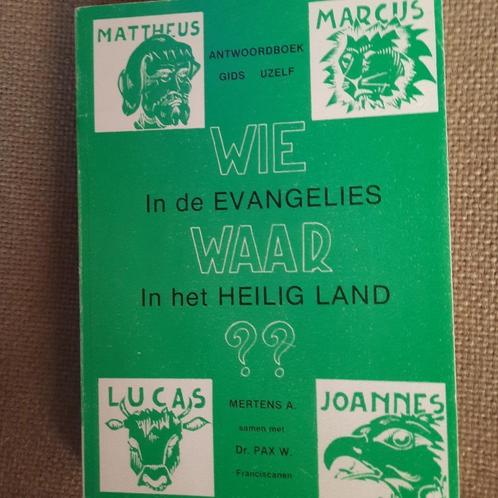 MATTHEUS
MARCUS
ANTWOORDBOEK
GIDS UZELF
WIE
In de EVANGELIES
WAAR
In het HEILIG LAND
??
LUCAS
JOANNES
MERTENS A.
samen met
Dr. PAX W.
Franciscanen